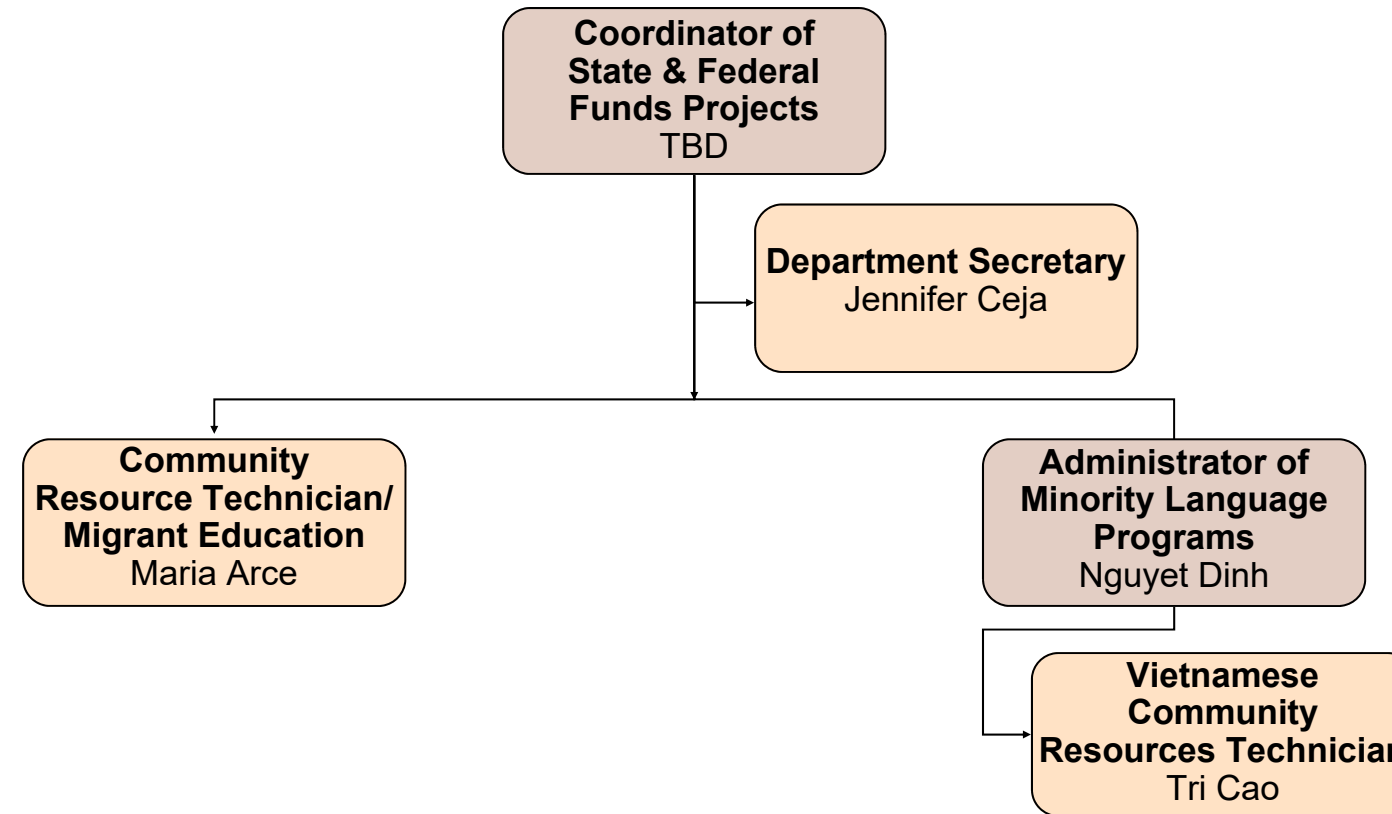 Coordinator of
State & Federal
Funds Projects
TBD
Department Secretary
Jennifer Ceja
Community
Resource Technician/
Migrant Education
Maria Arce
Administrator of
Minority Language
Programs
Nguyet Dinh
Vietnamese
Community
Resources Technician
Tri Cao